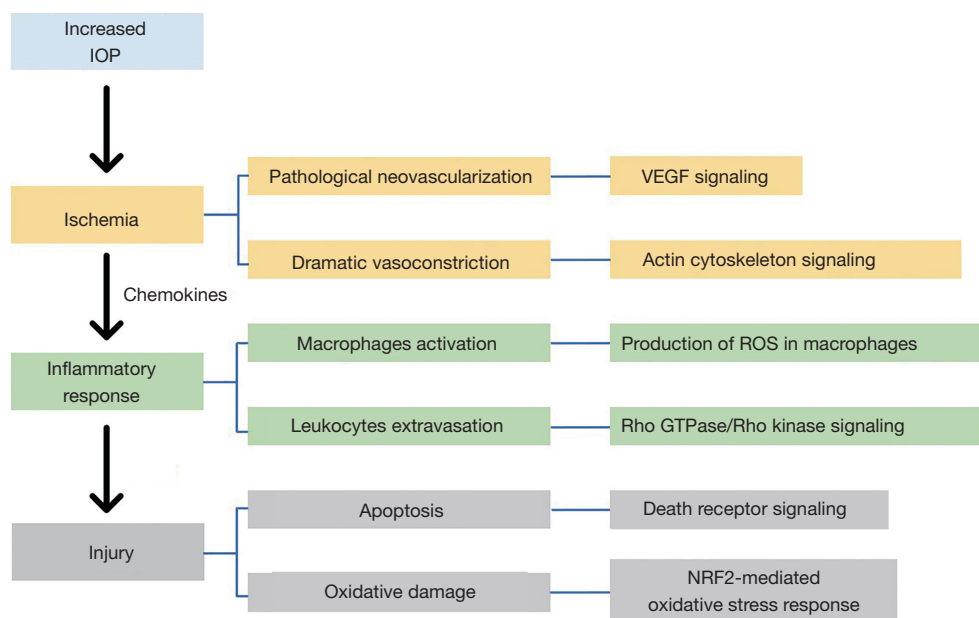 Increased
IOP
Pathological neovascularization
VEGF signaling
Ischemia
Dramatic vasoconstriction
Actin cytoskeleton signaling
Chemokines
Macrophages activation
Production of ROS in macrophages
Inflammatory
response
Leukocytes extravasation
Rho GTPase/Rho kinase signaling
Apoptosis
Death receptor signaling
Injury
Oxidative damage
NRF2-mediated
oxidative stress response